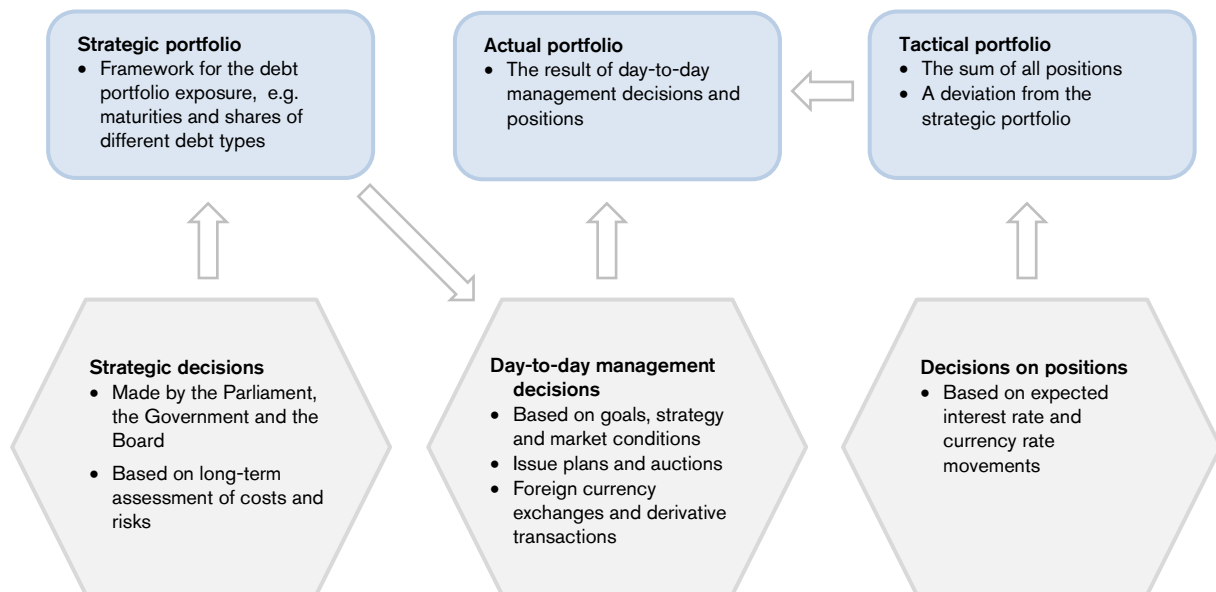 Strategic portfolio
• Framework for the debt
portfolio exposure, e.g.
maturities and shares of
different debt types
Actual portfolio
• The result of day-to-day
management decisions and
positions
Tactical portfolio
• The sum of all positions
• A deviation from the
strategic portfolio
Strategic decisions
• Made by the Parliament,
the Government and the
Board
• Based on long-term
assessment of costs and
risks
Day-to-day management
decisions
• Based on goals, strategy
and market conditions
• Issue plans and auctions
• Foreign currency
exchanges and derivative
transactions
Decisions on positions
• Based on expected
interest rate and
currency rate
movements